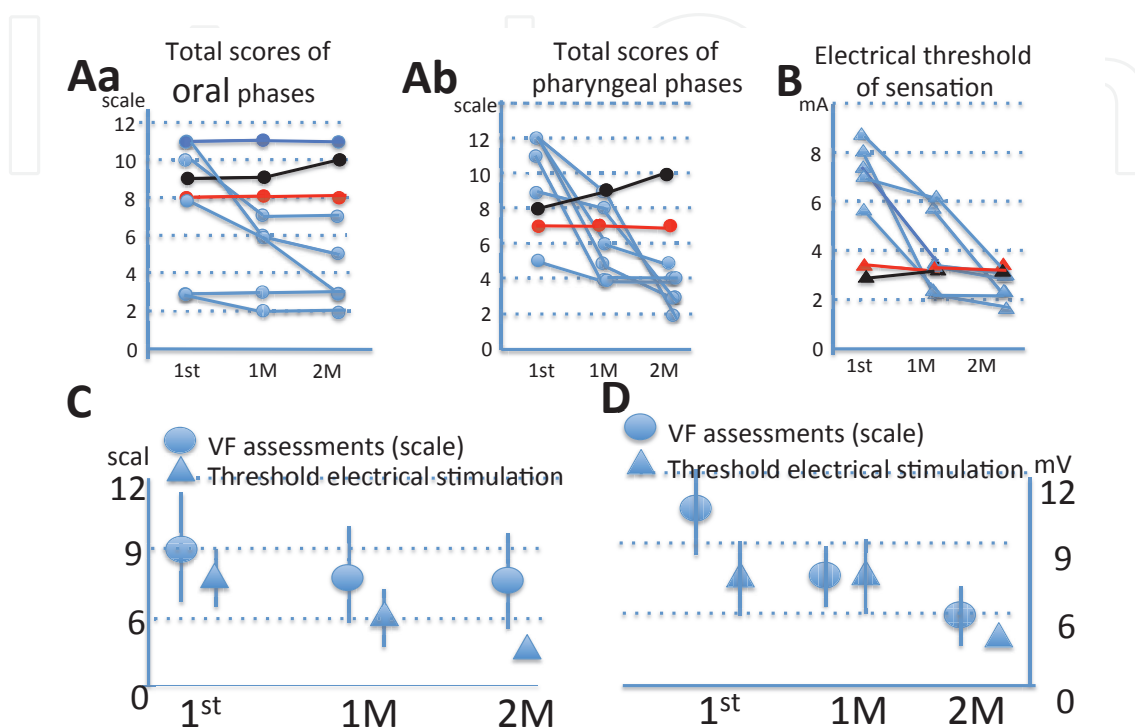 Aa
Total scores of
oral phases
scale
12
10
8
6
4
2
0
1st 1M 2M
Ab
Total scores of
pharyngeal phases
scale
12
10
8
6
4
2
0
1st 1M 2M
B
Electrical threshold
of sensation
mA
8
6
4
2
0
1st 1M 2M
C
VF assessments (scale)
Threshold electrical stimulation
scal
12
9
6
0
1st 1M 2M
D
VF assessments (scale)
Threshold electrical stimulation
mV
12
9
6
0
1st 1M 2M